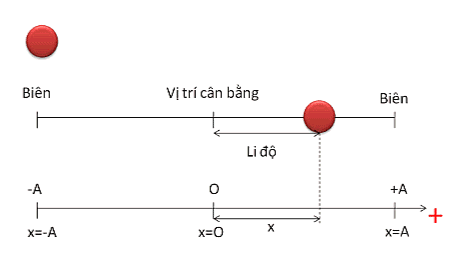 Biên
Vị trí cân bằng
Biên
Li độ
-A
O
+A
x
+
x=-A
x=O
x=A